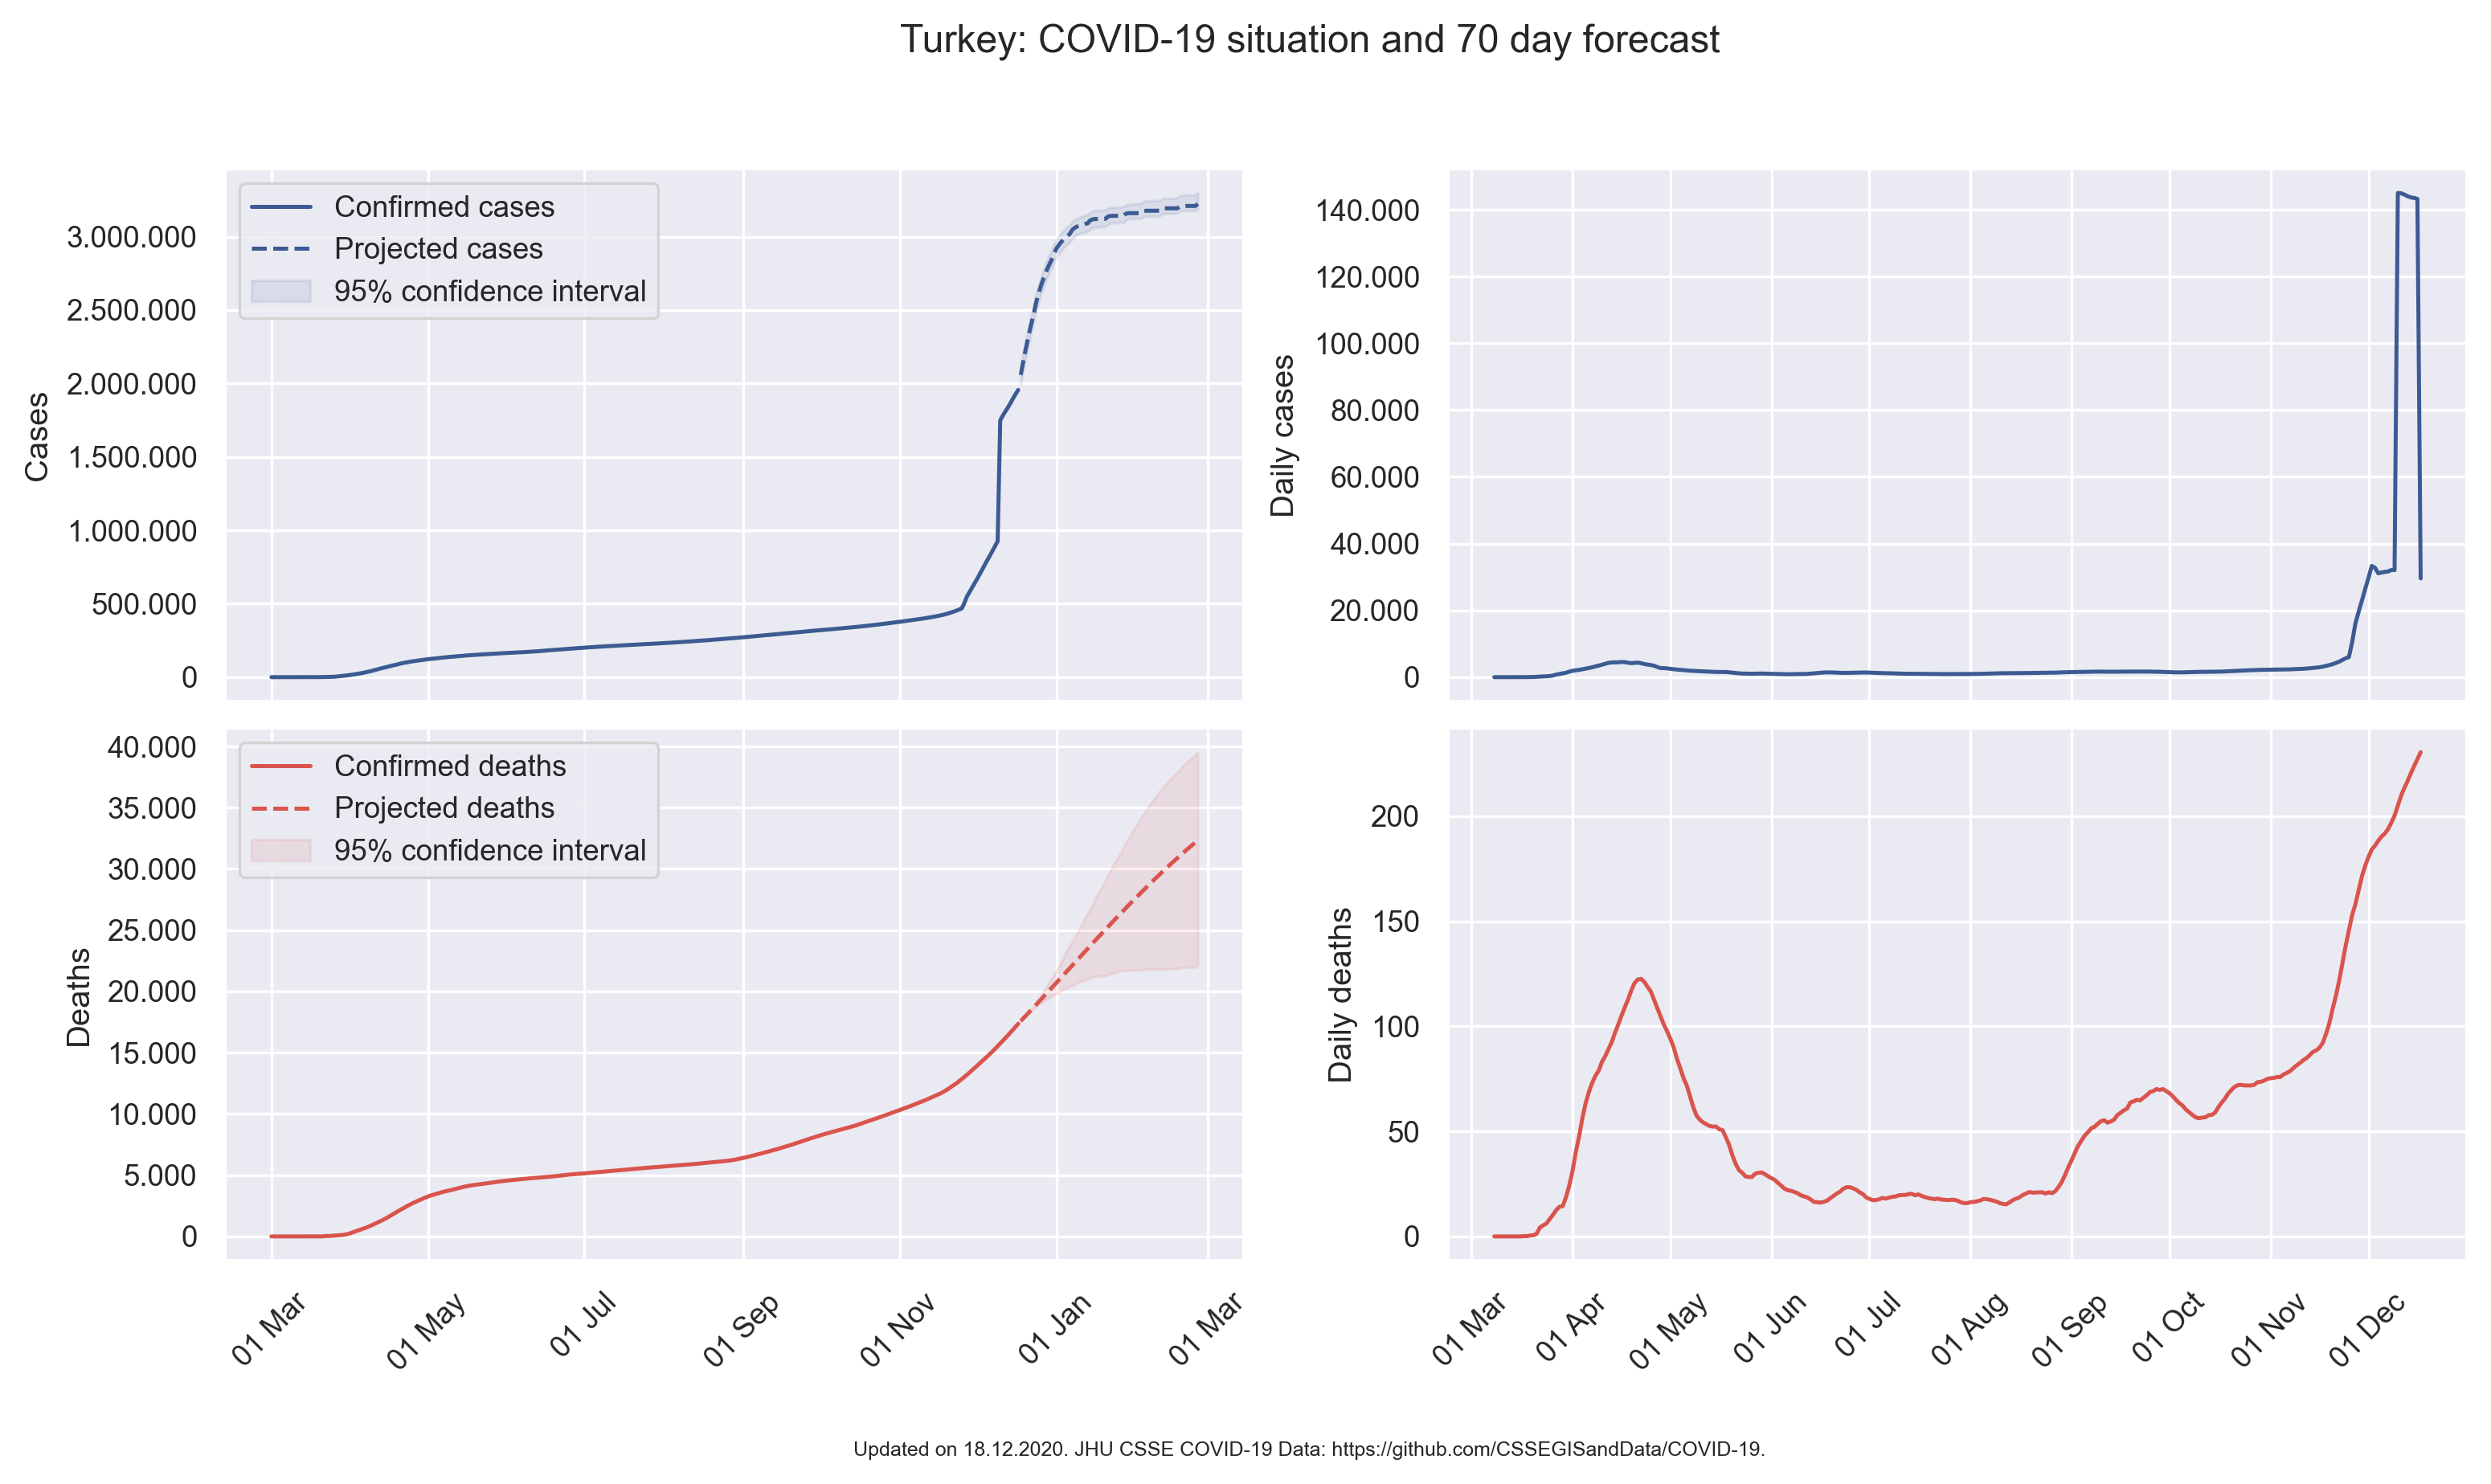 Turkey: COVID-19 situation and 70 day forecast
Confirmed cases
Projected cases
95% confidence interval
Cases
3.000.000
2.500.000
2.000.000
1.500.000
1.000.000
500.000
0
Daily cases
140.000
120.000
100.000
80.000
60.000
40.000
20.000
0
Confirmed deaths
Projected deaths
95% confidence interval
Deaths
40.000
35.000
30.000
25.000
20.000
15.000
10.000
5.000
0
01 Mar
01 May
01 Jul
01 Sep
01 Nov
01 Jan
01 Mar
Daily deaths
200
150
100
50
0
01 Mar
01 Apr
01 May
01 Jun
01 Jul
01 Aug
01 Sep
01 Oct
01 Nov
01 Dec
Updated on 18.12.2020. JHU CSSE COVID-19 Data: https://github.com/CSSEGISandData/COVID-19.